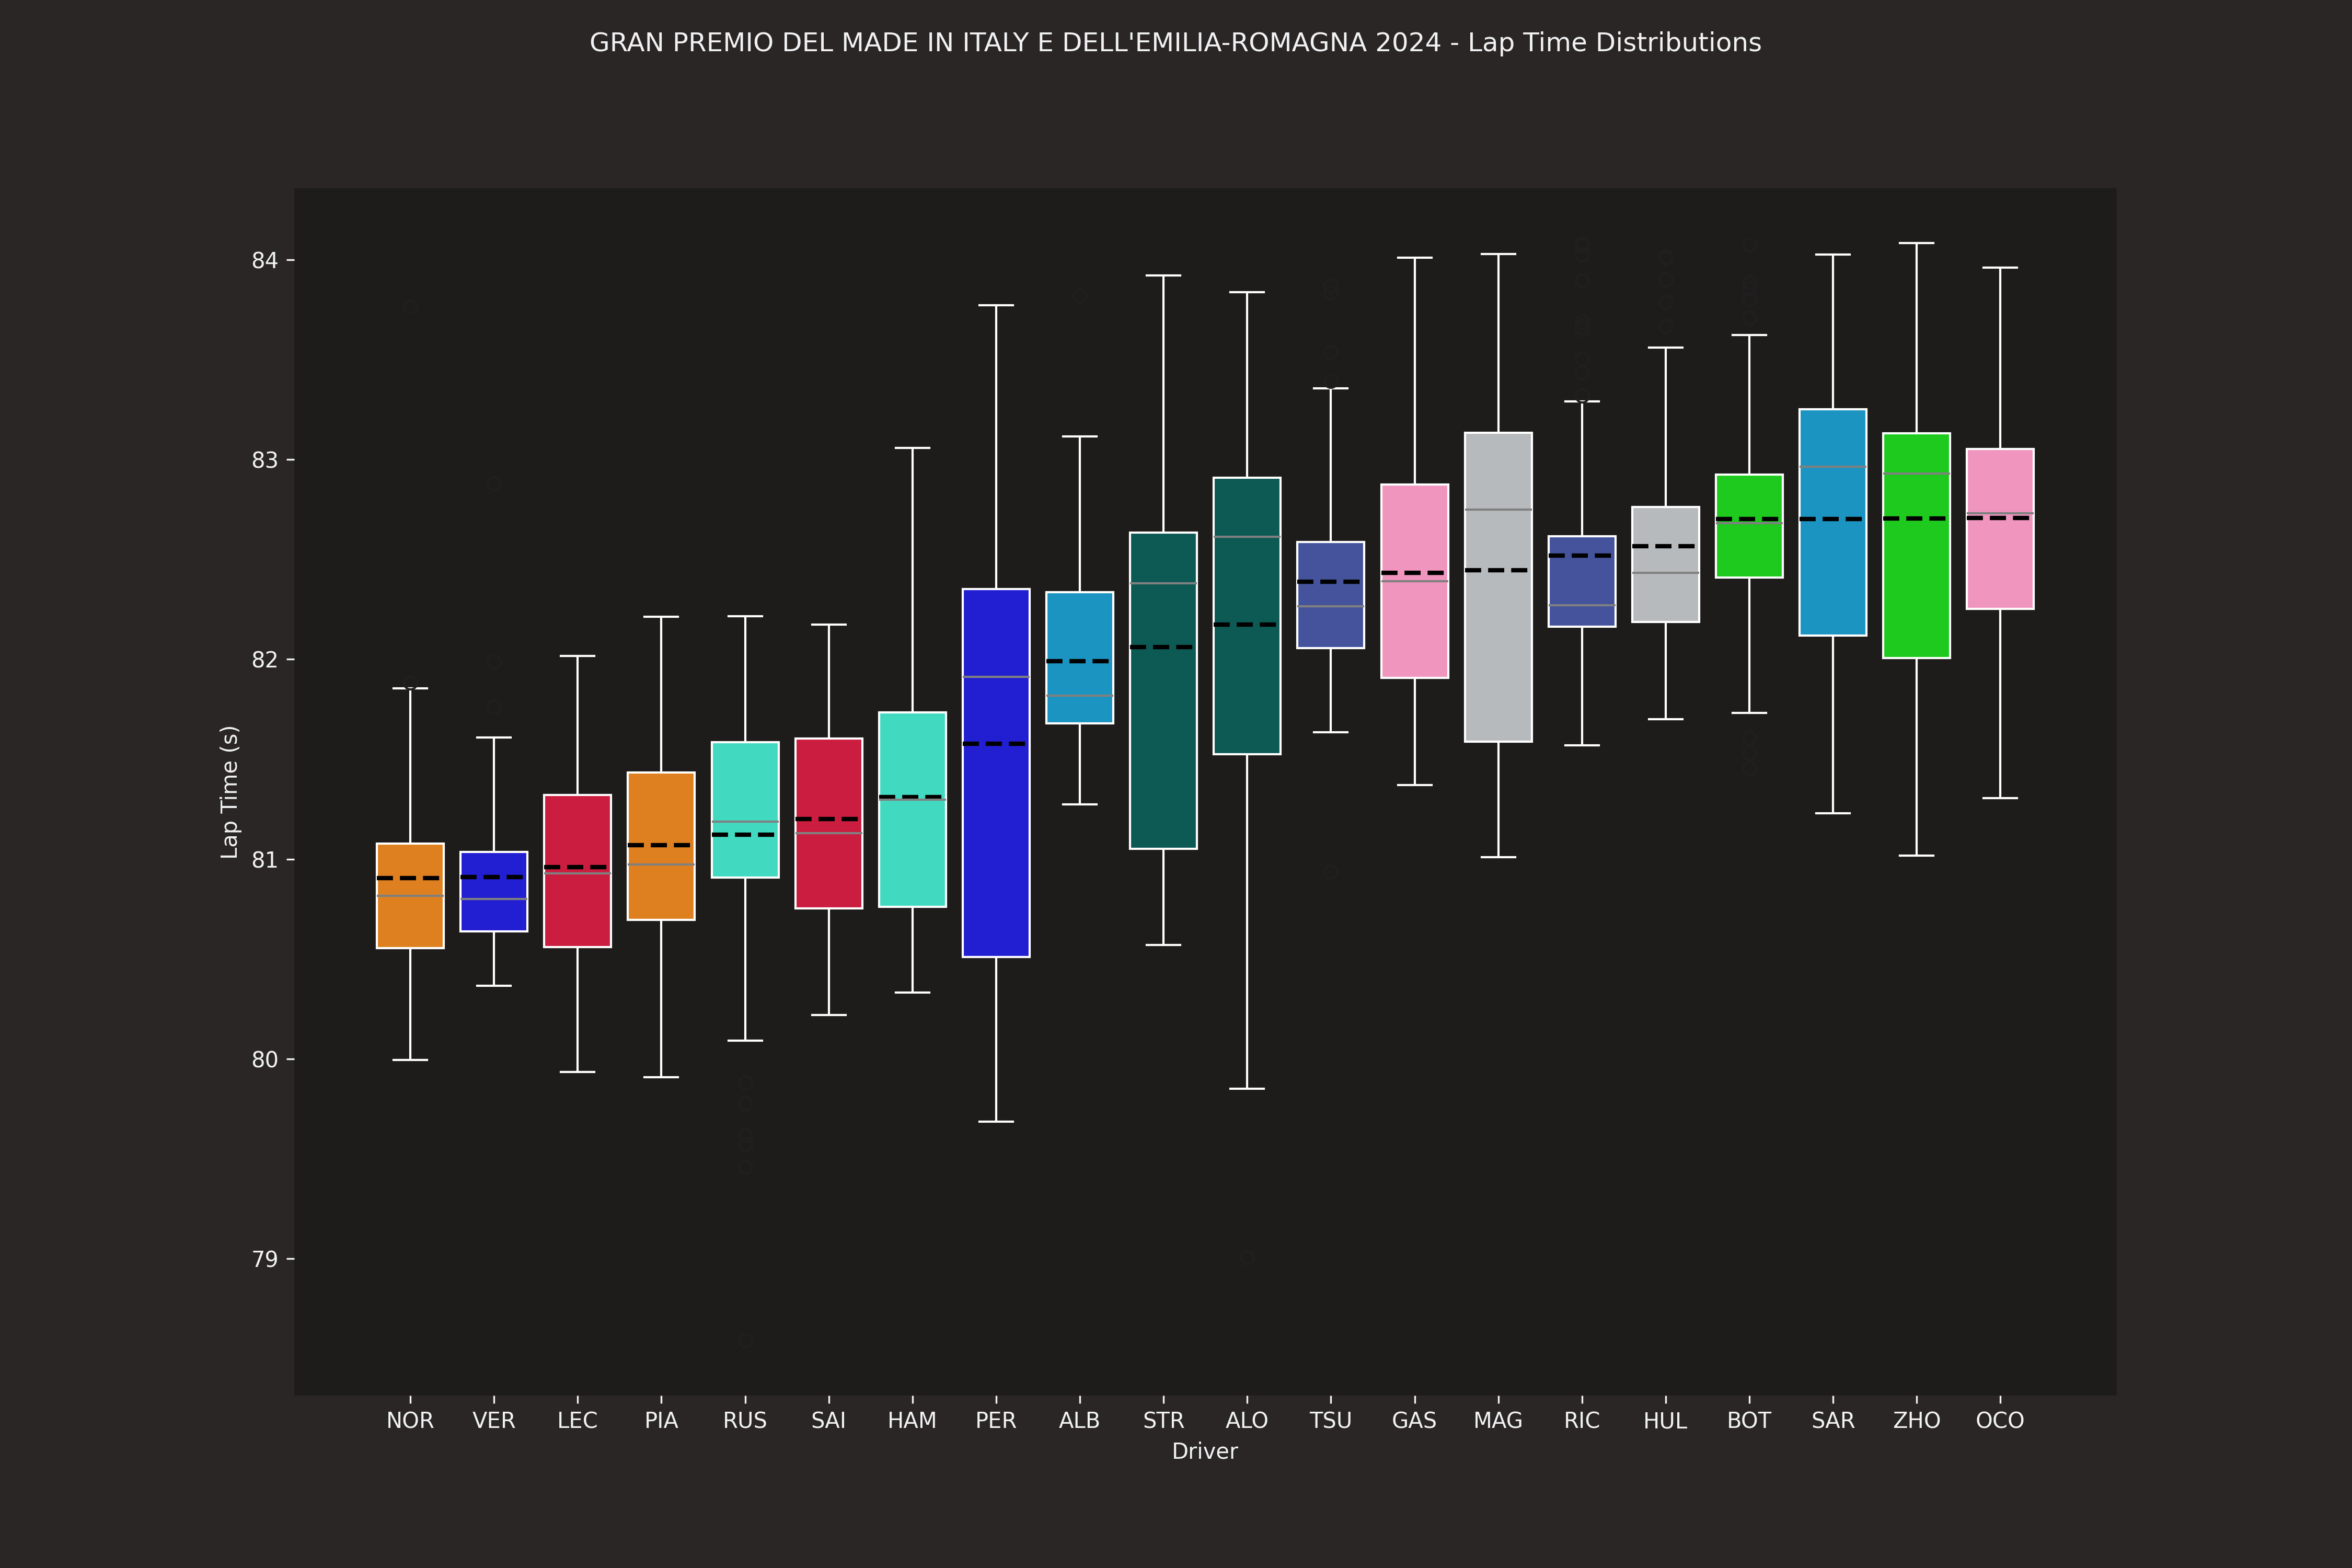 GRAN PREMIO DEL MADE IN ITALY E DELL'EMILIA-ROMAGNA 2024 - Lap Time Distributions
84
83
82
81
80
79
Lap Time (s)
NOR VER LEC PIA RUS SAI HAM PER ALB STR ALO TSU GAS MAG RIC HUL BOT SAR ZHO OCO
Driver